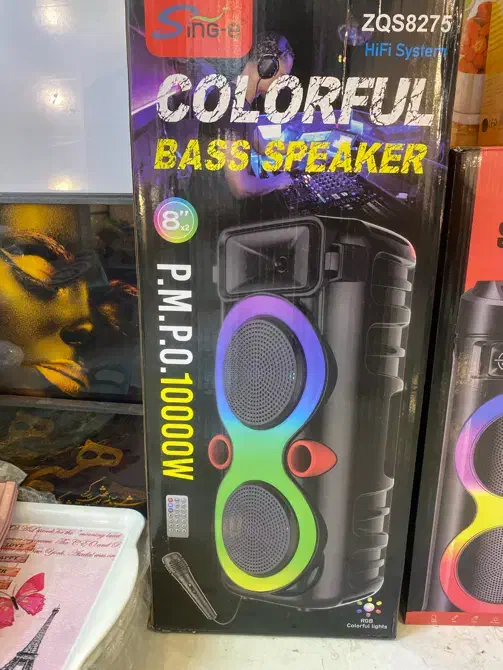 Sing-e
ZQS8275
HiFi System
COLORFUL
BASS SPEAKER
8"x2
P.M.P.O.10000W
RGB
Colorful lights